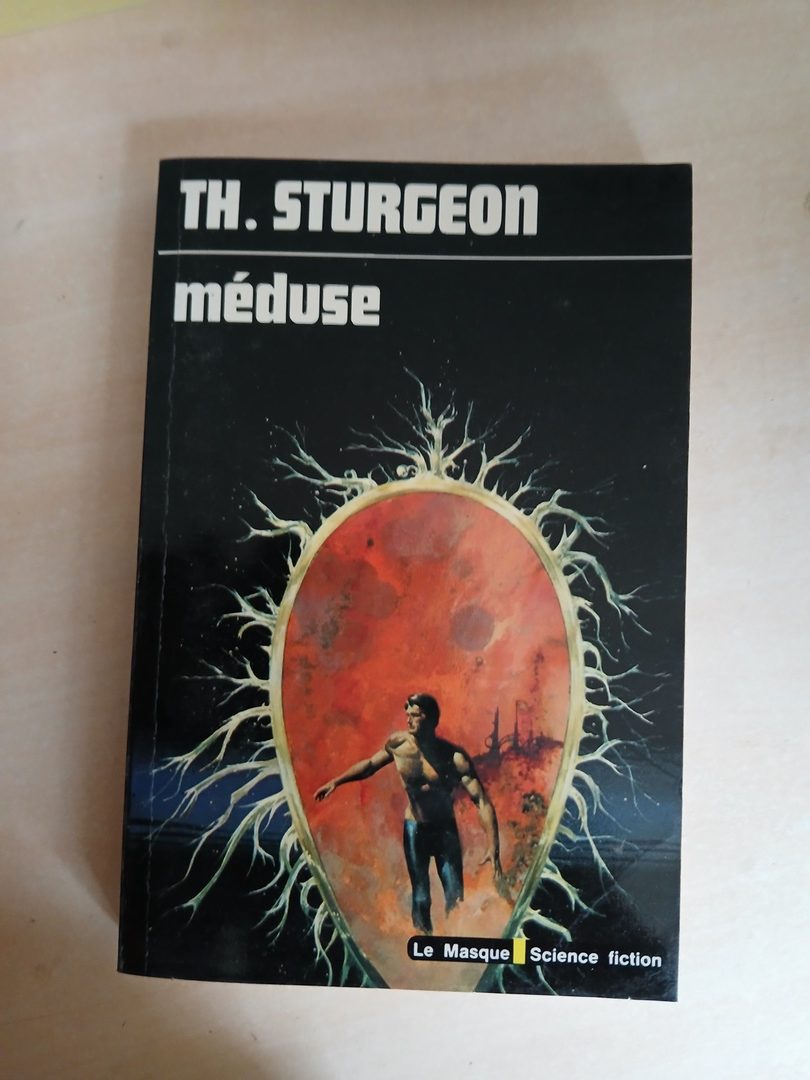 TH. STURGEON
méduse
Le Masque Science fiction